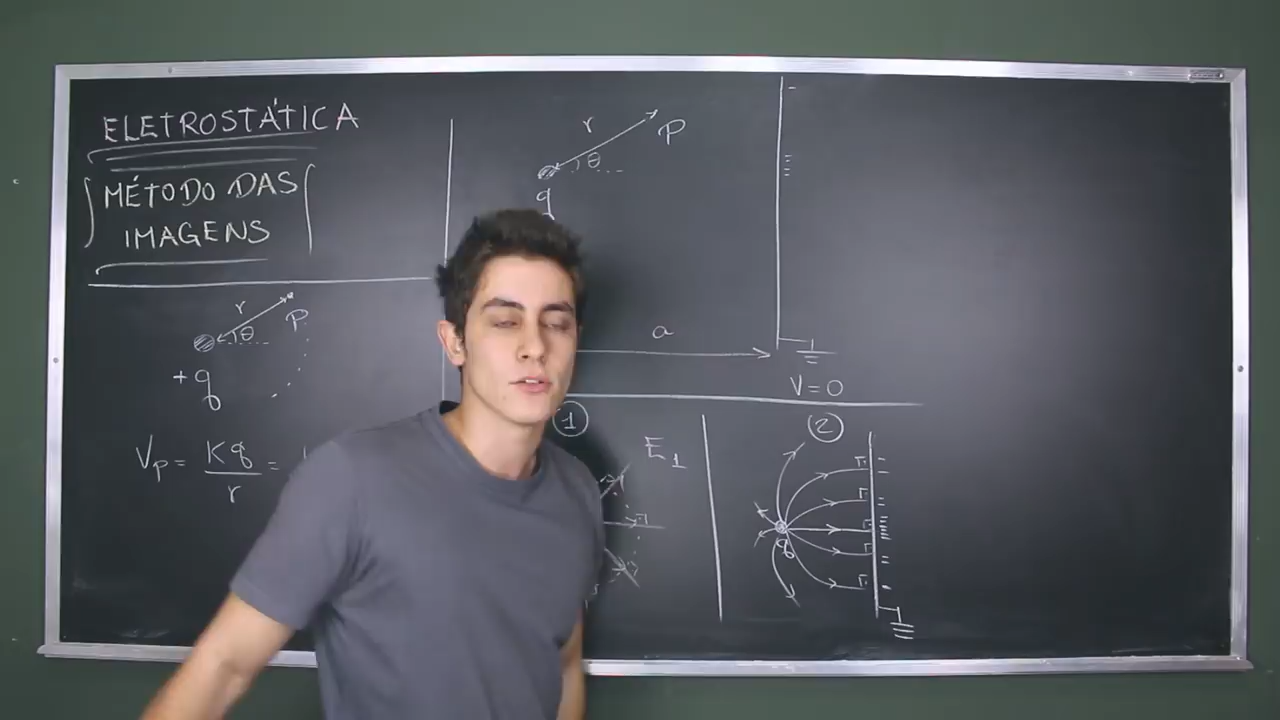 ELETROSTÁTICA
MÉTODO DAS
IMAGENS
r
P
θ
+q
Vp = Kq/r =
r
P
θ
q
a
V=0
1
E1
2
q